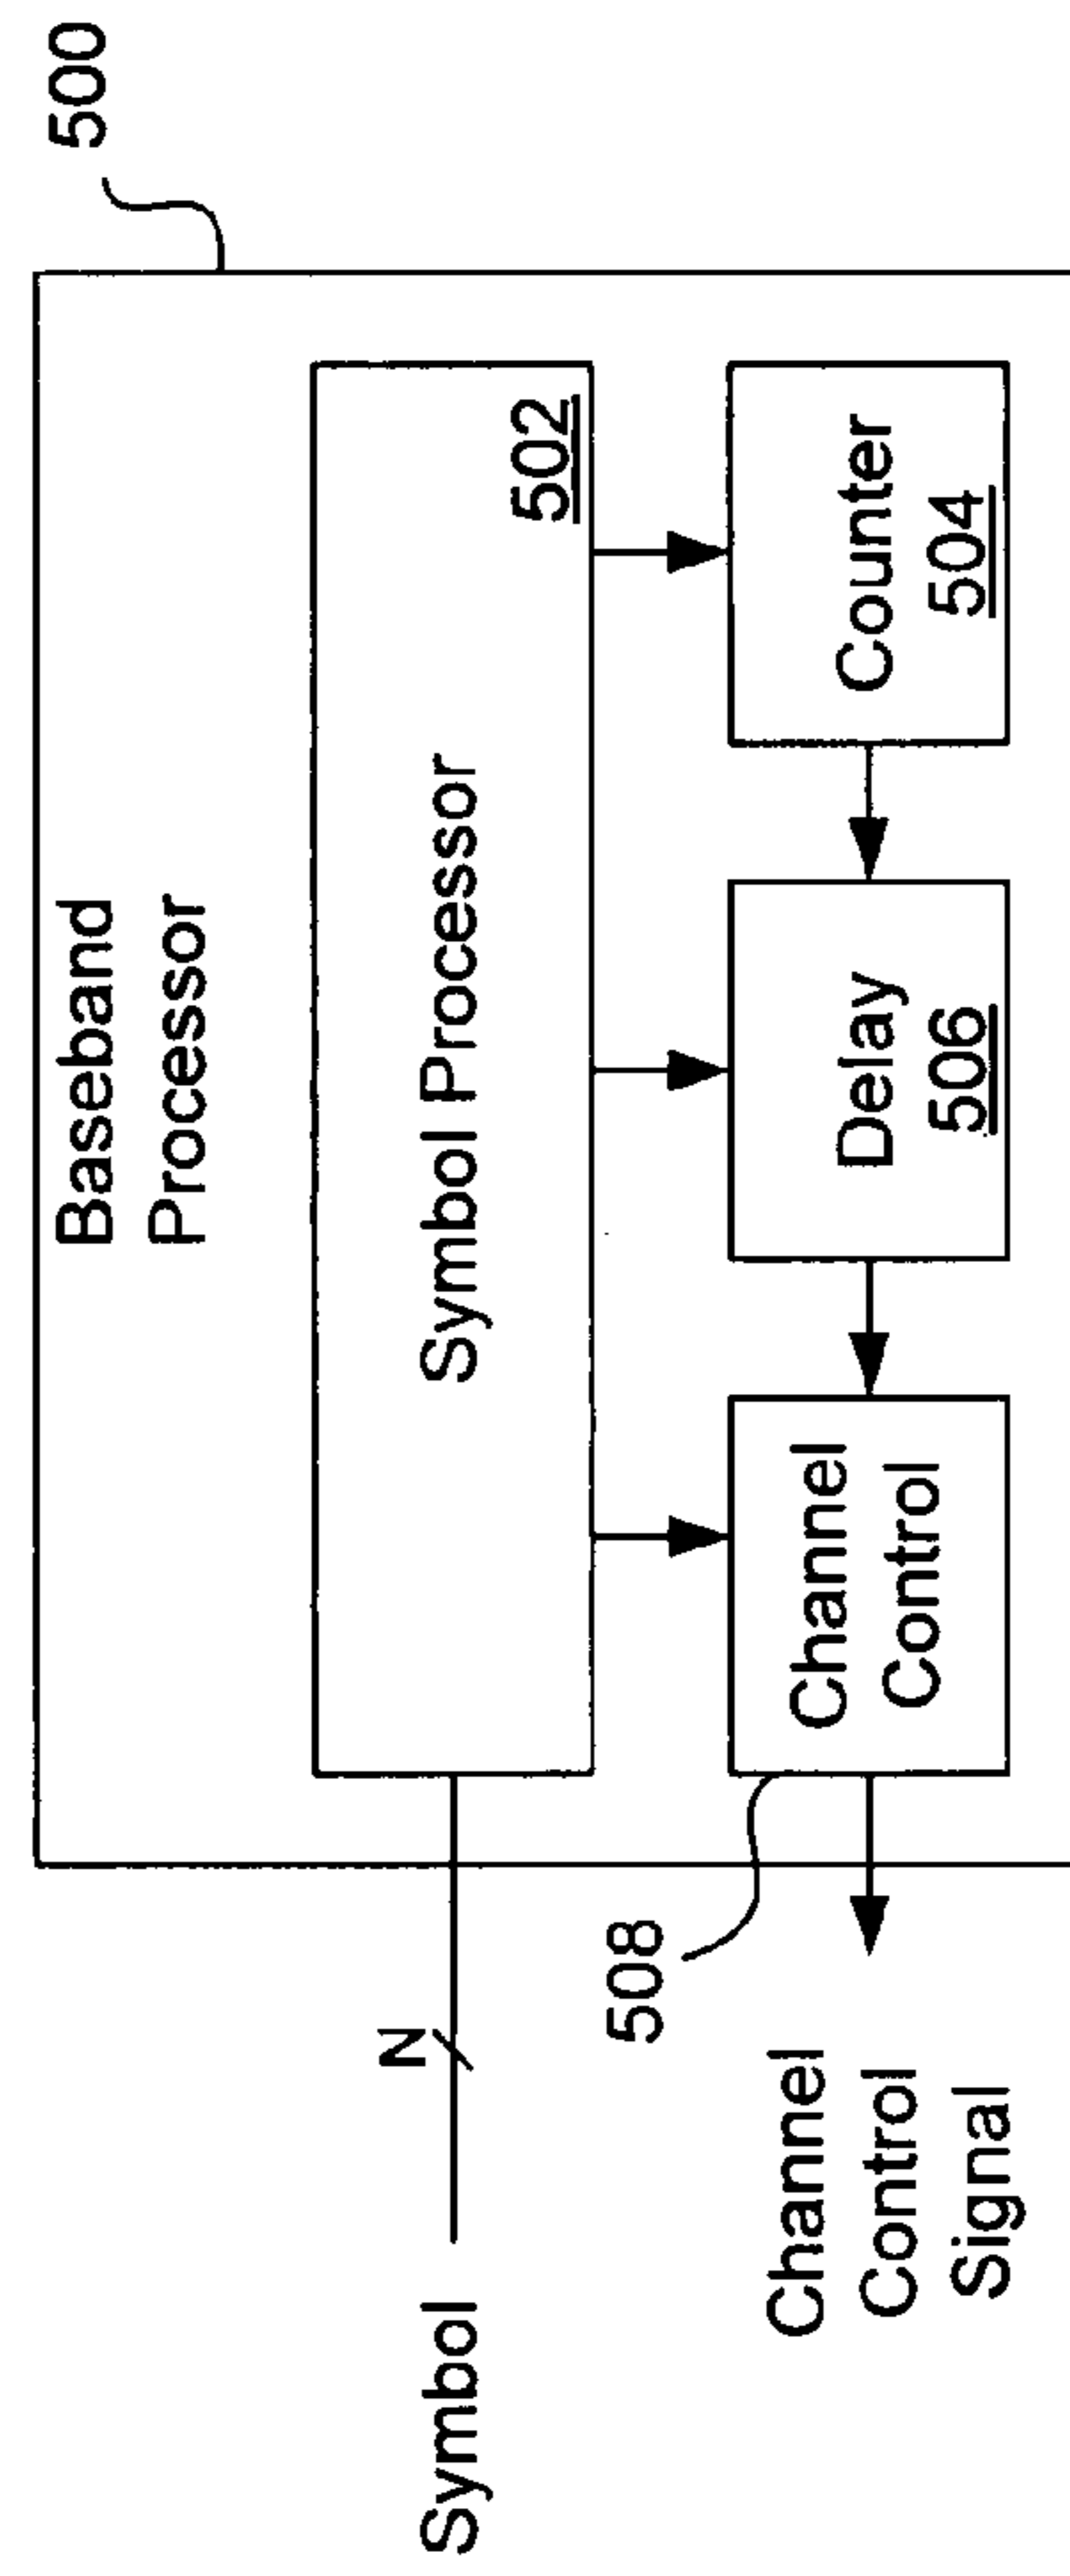 500
Baseband
Processor
Symbol Processor
502
Symbol
N
508
Channel
Control
Delay
506
Counter
504
Channel
Control
Signal